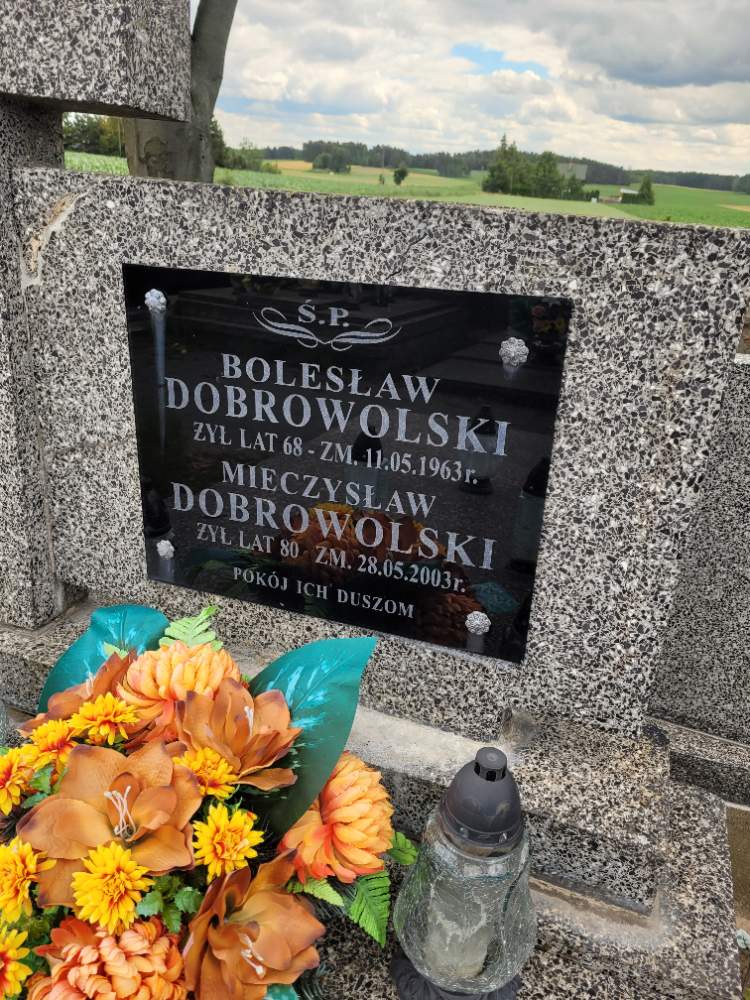 Ś.P.
BOLESŁAW
DOBROWOLSKI
ŻYŁ LAT 68 - ZM. 11.05.1963r.
MIECZYSŁAW
DOBROWOLSKI
ŻYŁ LAT 80 ZM. 28.05.2003r.
POKÓJ ICH DUSZOM